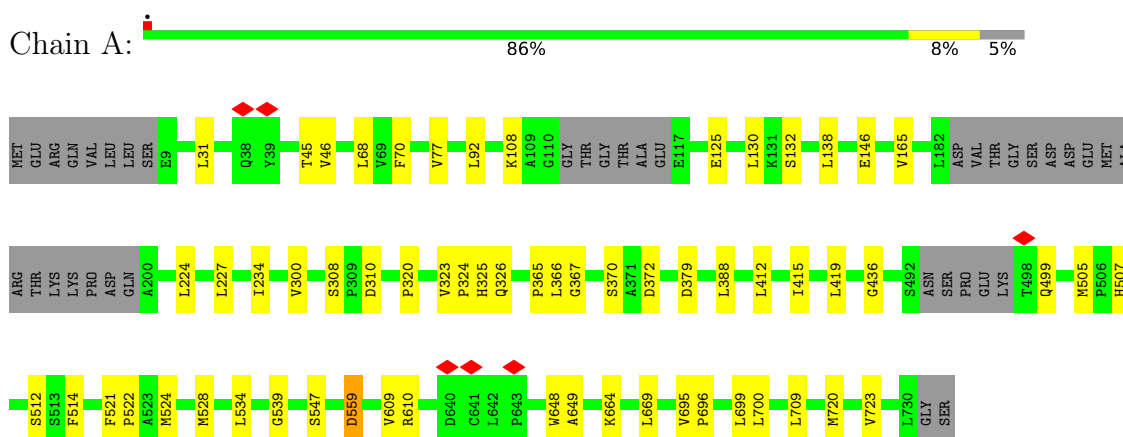 Chain A:
86% 8% 5%
MET GLU ARG GLN VAL LEU LEU SER E9 L31 Q38 Y39 T45 V46 L68 V69 F70 V77 L92 K108 A109 G110 GLY THR GLY THR ALA GLU E117 E125 L130 K131 S132 L138 E146 V165 L182 ASP VAL THR GLY SER ASP ASP GLU MET ALA
ARG THR LYS LYS PRO ASP GLN A200 L224 L227 I234 V300 S308 P309 D310 P320 V323 P324 H325 Q326 P365 L366 G367 S370 A371 D372 D379 L388 L412 I415 L419 G436 S492 ASN SER PRO GLU LYS T498 Q499 M505 P506 H507
S512 S513 F514 F521 P522 A523 M524 M528 L534 G539 S547 D559 V609 R610 D640 C641 L642 P643 W648 A649 K664 L669 V695 P696 L699 L700 L709 M720 V723 L730 GLY SER